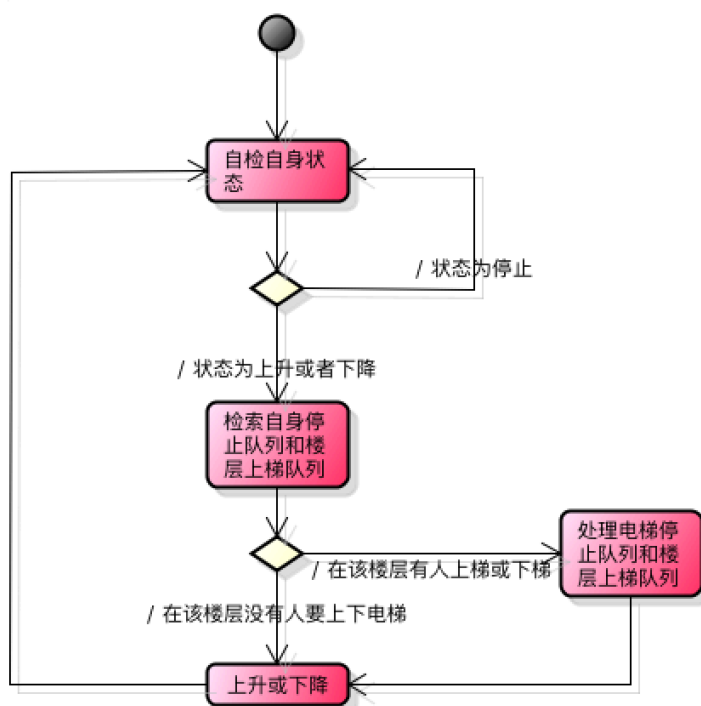 自检自身状
态
/ 状态为停止
/ 状态为上升或者下降
检索自身停
止队列和楼
层上梯队列
处理电梯停
止队列和楼
层上梯队列
/ 在该楼层有人上梯或下梯
/ 在该楼层没有人要上下电梯
上升或下降